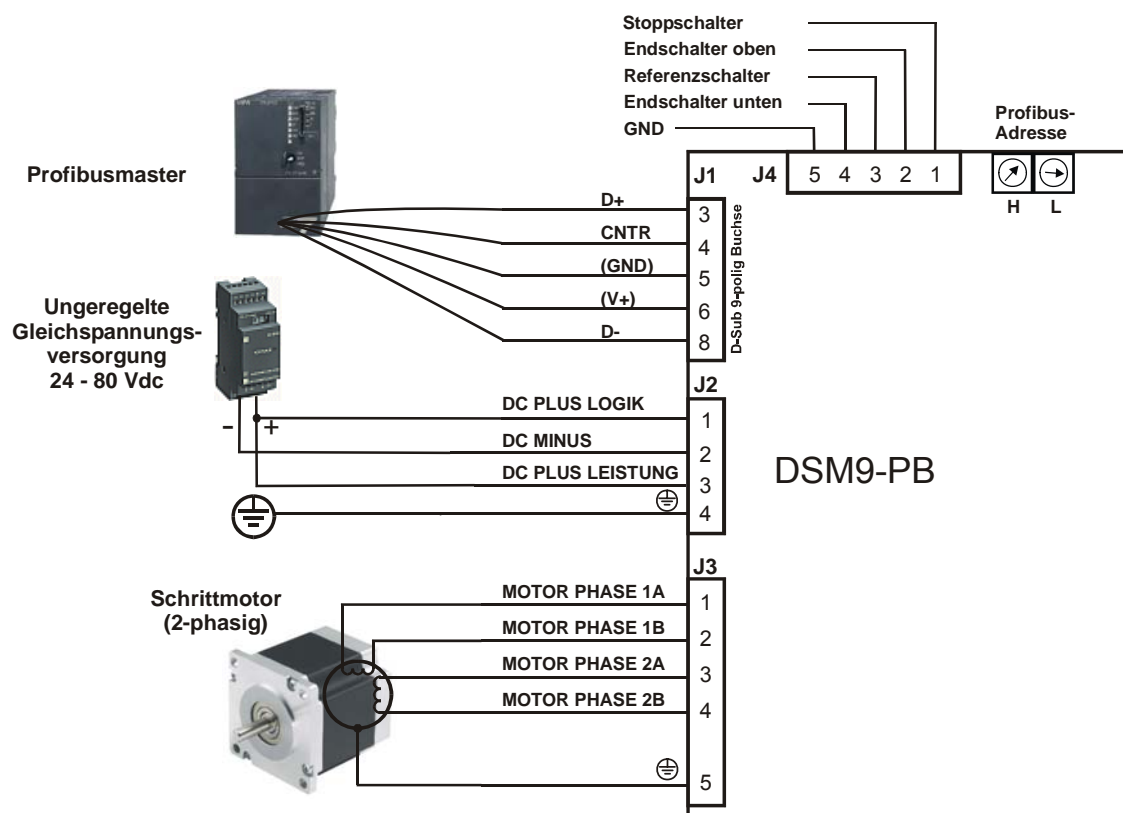 Stoppschalter
Endschalter oben
Referenzschalter
Endschalter unten
GND
Profibus-
Adresse
J4
5 4 3 2 1
H L
Profibusmaster
J1
D-Sub 9-polig Buchse
D+
3
CNTR
4
(GND)
5
(V+)
6
D-
8
Ungeregelte
Gleichspannungs-
versorgung
24 - 80 Vdc
- +
J2
DC PLUS LOGIK
1
DC MINUS
2
DC PLUS LEISTUNG
3
4
DSM9-PB
J3
Schrittmotor
(2-phasig)
MOTOR PHASE 1A
1
MOTOR PHASE 1B
2
MOTOR PHASE 2A
3
MOTOR PHASE 2B
4
5